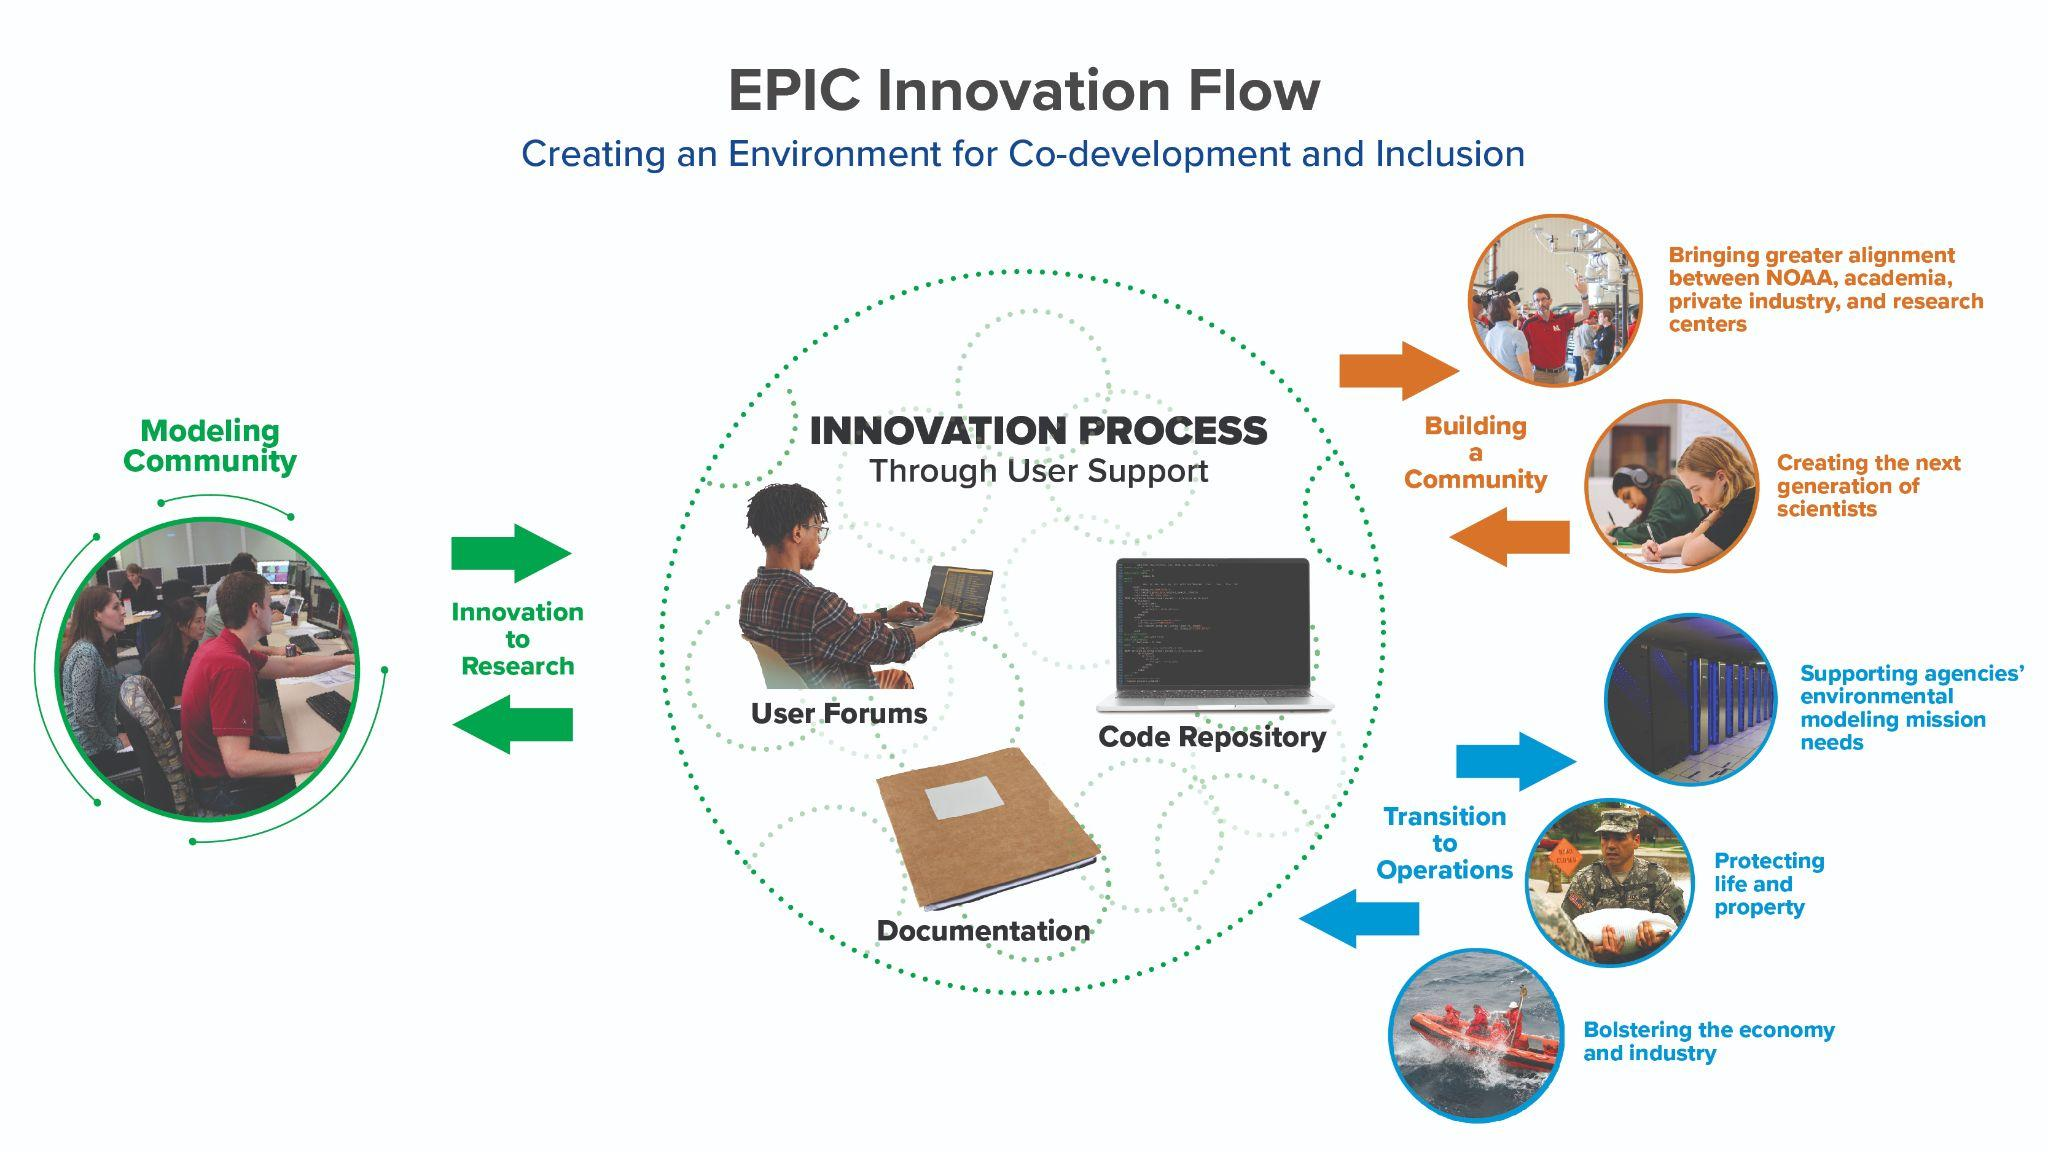 EPIC Innovation Flow
Creating an Environment for Co-development and Inclusion
Modeling
Community
Innovation
to
Research
INNOVATION PROCESS
Through User Support
User Forums
Code Repository
Documentation
Building
a
Community
Bringing greater alignment
between NOAA, academia,
private industry, and research
centers
Creating the next
generation of
scientists
Transition
to
Operations
Supporting agencies’
environmental
modeling mission
needs
Protecting
life and
property
Bolstering the economy
and industry